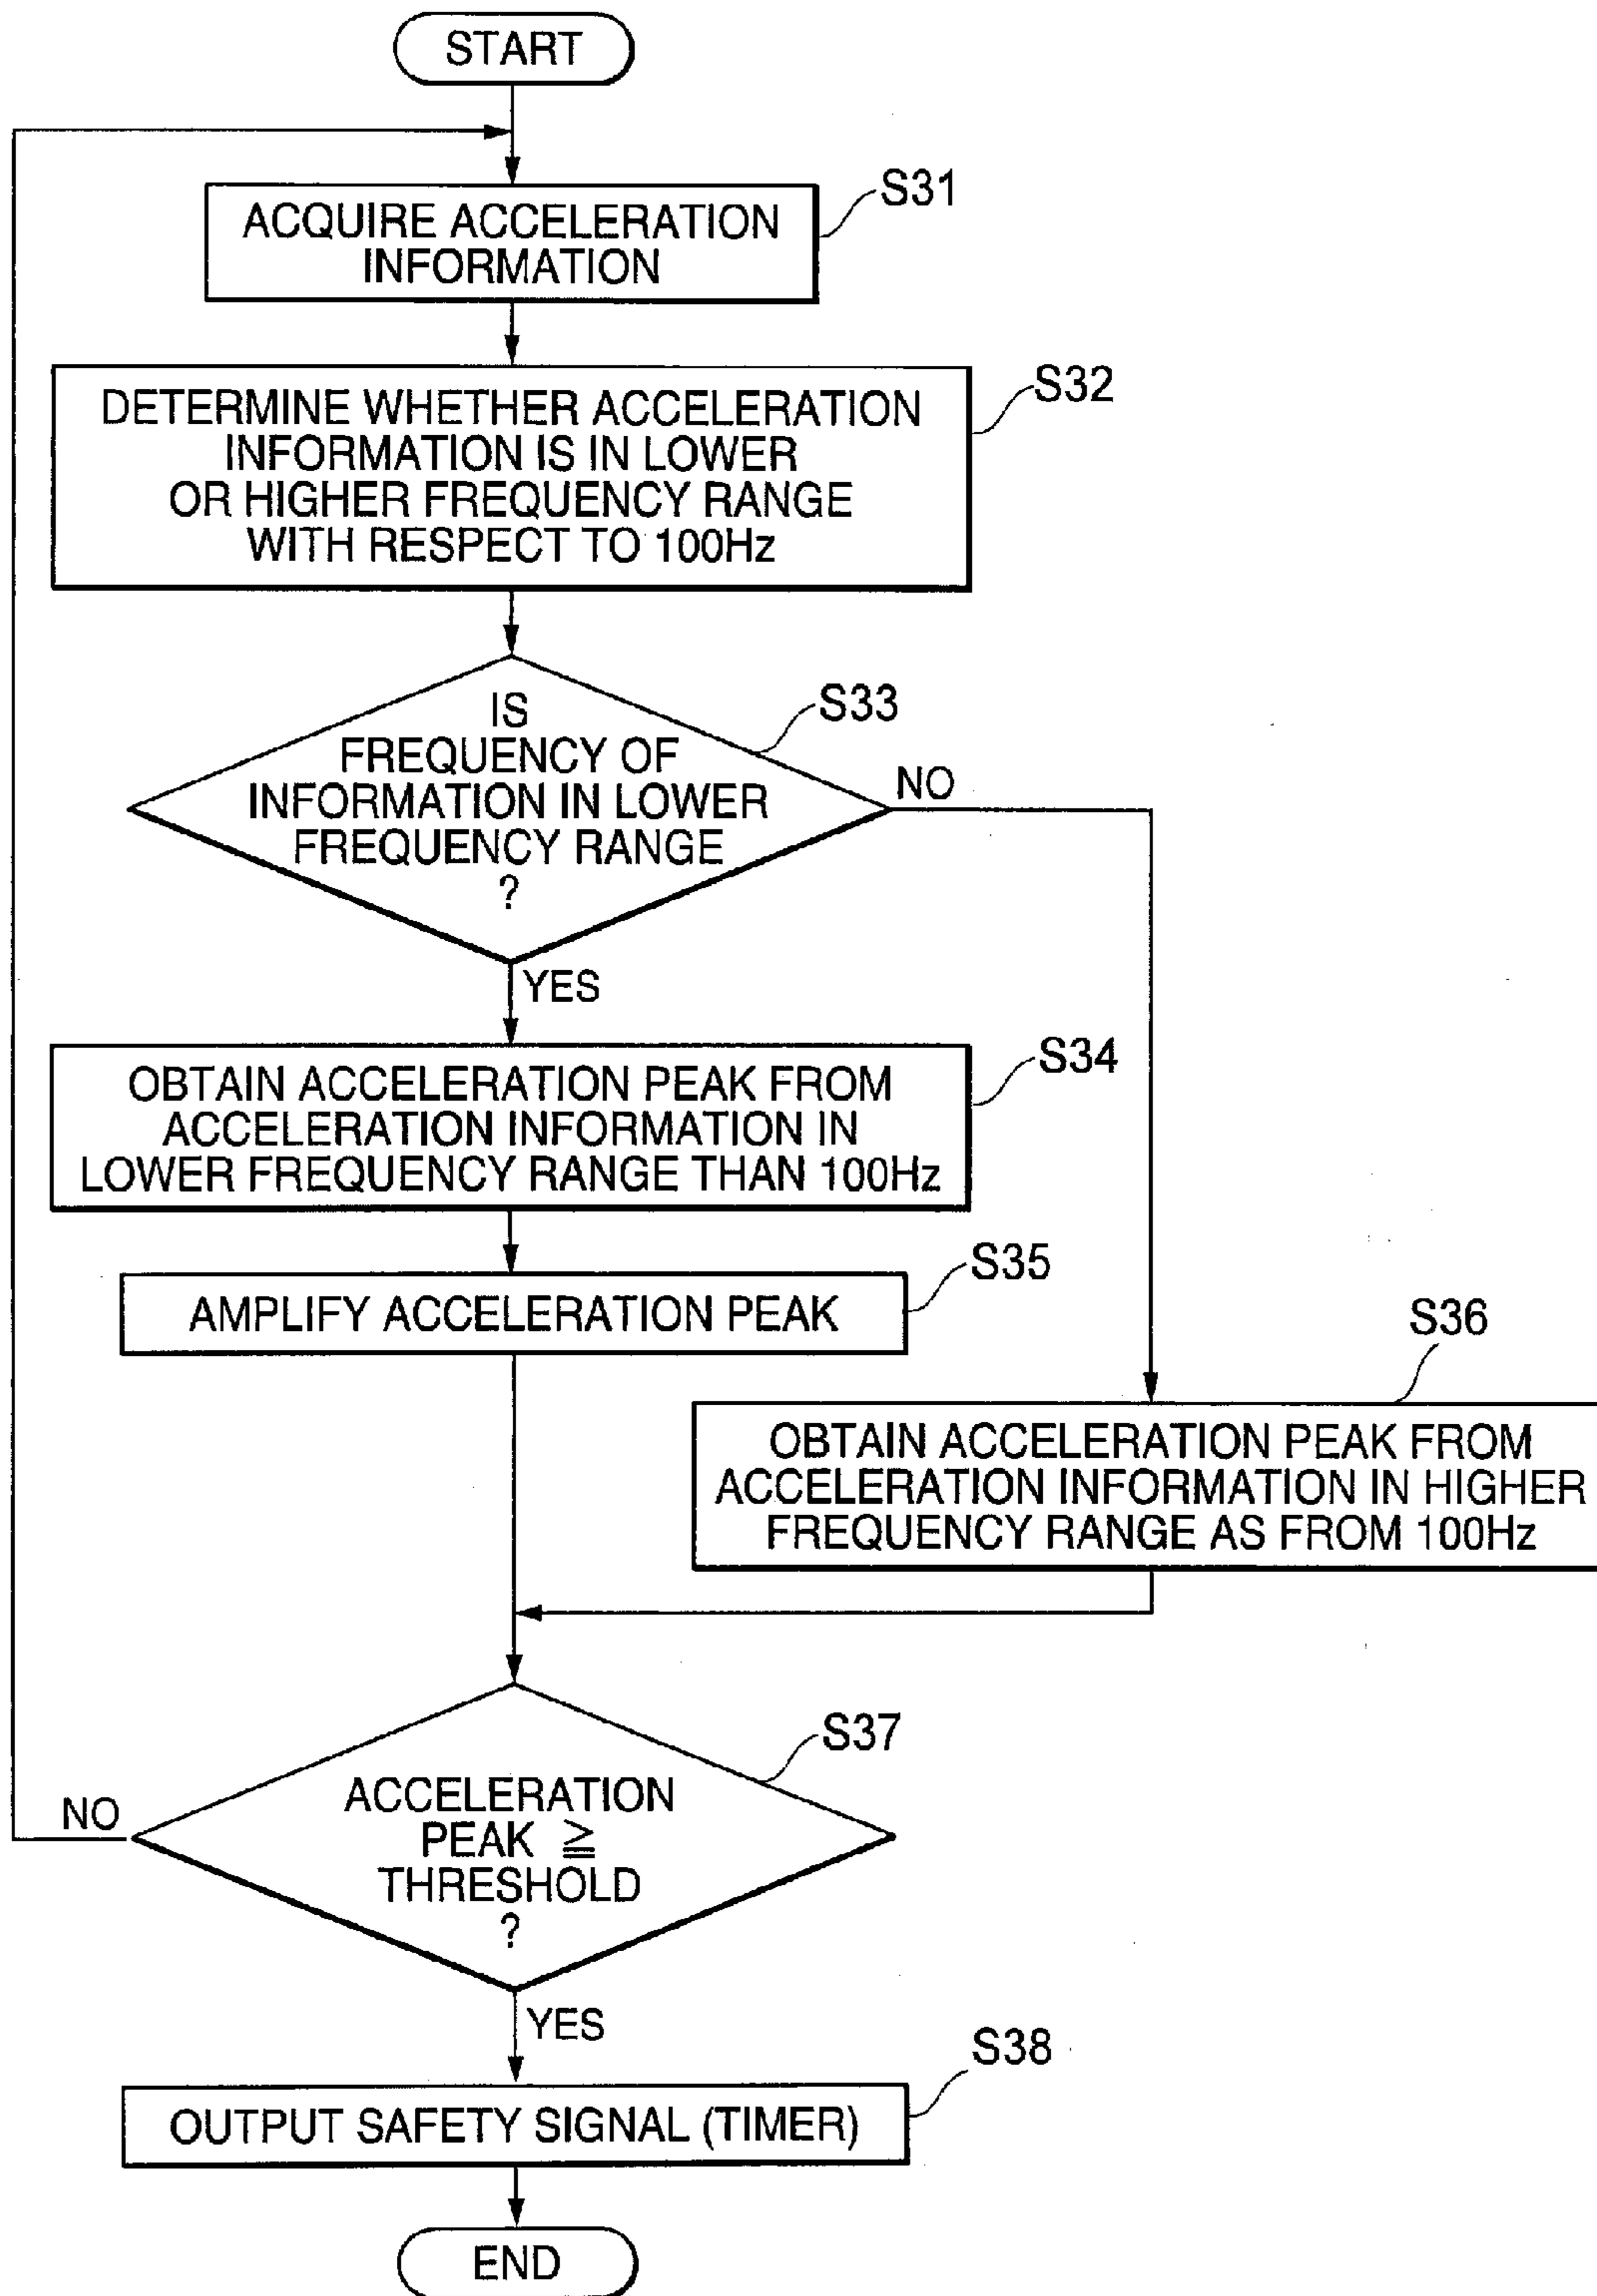 START
S31
ACQUIRE ACCELERATION
INFORMATION
S32
DETERMINE WHETHER ACCELERATION
INFORMATION IS IN LOWER
OR HIGHER FREQUENCY RANGE
WITH RESPECT TO 100Hz
S33
IS
FREQUENCY OF
INFORMATION IN LOWER
FREQUENCY RANGE
?
NO
YES
S34
OBTAIN ACCELERATION PEAK FROM
ACCELERATION INFORMATION IN
LOWER FREQUENCY RANGE THAN 100Hz
S35
AMPLIFY ACCELERATION PEAK
S36
OBTAIN ACCELERATION PEAK FROM
ACCELERATION INFORMATION IN HIGHER
FREQUENCY RANGE AS FROM 100Hz
S37
ACCELERATION
PEAK ≧
THRESHOLD
?
NO
YES
S38
OUTPUT SAFETY SIGNAL (TIMER)
END